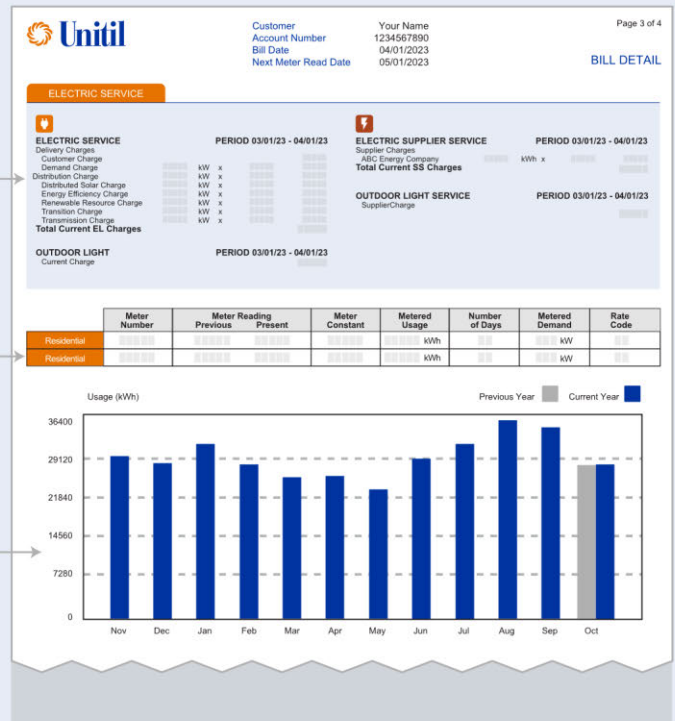 Unitil
Customer Your Name
Account Number 1234567890
Bill Date 04/01/2023
Next Meter Read Date 05/01/2023
Page 3 of 4
BILL DETAIL
ELECTRIC SERVICE
ELECTRIC SERVICE PERIOD 03/01/23 - 04/01/23
Delivery Charges
Customer Charge
Demand Charge kW x
Distribution Charge kW x
Distributed Solar Charge kW x
Energy Efficiency Charge kW x
Renewable Resource Charge kW x
Transition Charge kW x
Transmission Charge kW x
Total Current EL Charges
OUTDOOR LIGHT PERIOD 03/01/23 - 04/01/23
Current Charge
ELECTRIC SUPPLIER SERVICE PERIOD 03/01/23 - 04/01/23
Supplier Charges
ABC Energy Company kWh x
Total Current SS Charges
OUTDOOR LIGHT SERVICE PERIOD 03/01/23 - 04/01/23
SupplierCharge
Meter Number Meter Reading Previous Present Meter Constant Metered Usage Number of Days Metered Demand Rate Code
Residential kWh kW
Residential kWh kW
Usage (kWh) Previous Year Current Year
36400
29120
21840
14560
7280
0
Nov Dec Jan Feb Mar Apr May Jun Jul Aug Sep Oct